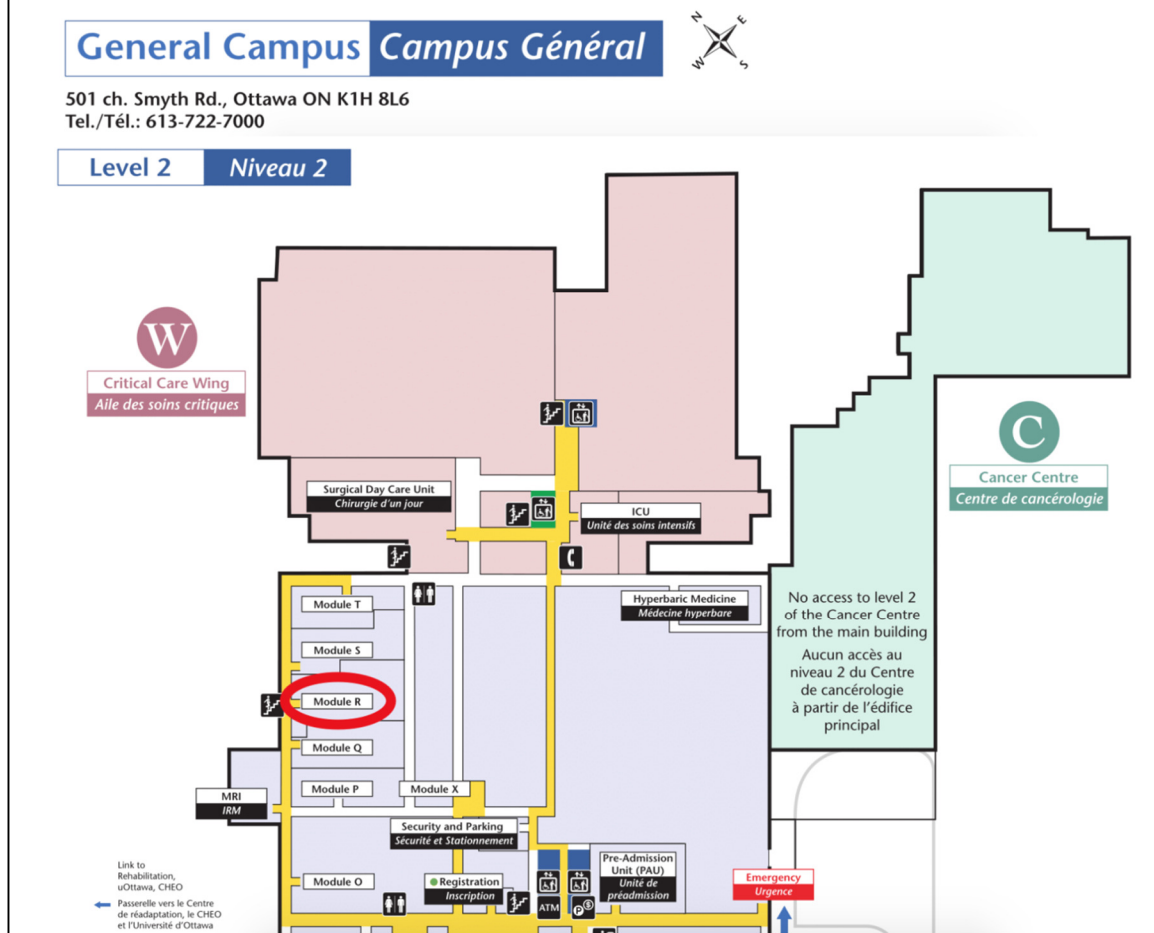 General Campus Campus Général
N
E
W
S
501 ch. Smyth Rd., Ottawa ON K1H 8L6
Tel./Tél.: 613-722-7000
Level 2 Niveau 2
W
Critical Care Wing
Aile des soins critiques
C
Cancer Centre
Centre de cancérologie
Surgical Day Care Unit
Chirurgie d'un jour
ICU
Unité des soins intensifs
Hyperbaric Medicine
Médecine hyperbare
No access to level 2
of the Cancer Centre
from the main building
Aucun accès au
niveau 2 du Centre
de cancérologie
à partir de l'édifice
principal
Module T
Module S
Module R
Module Q
Module P
Module X
MRI
IRM
Security and Parking
Sécurité et Stationnement
Pre-Admission
Unit (PAU)
Unité de
préadmission
Emergency
Urgence
Module O
Registration
Inscription
ATM
P $
Link to
Rehabilitation,
uOttawa, CHEO
Passerelle vers le Centre
de réadaptation, le CHEO
et l'Université d'Ottawa